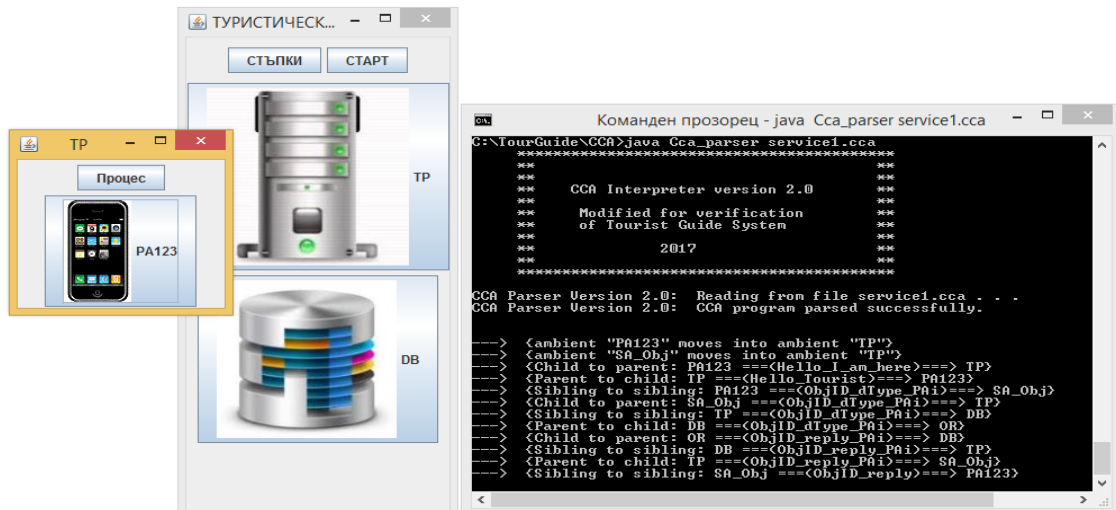 ТУРИСТИЧЕСК...
СТЪПКИ СТАРТ
TP
DB
TP
Процес
PA123
Команден прозорец - java Cca_parser service1.cca
C:\TourGuide\CCA>java Cca_parser service1.cca
******************************************
** **
** **
** CCA Interpreter version 2.0 **
** **
** Modified for verification **
** of Tourist Guide System **
** **
** 2017 **
** **
******************************************
CCA Parser Version 2.0: Reading from file service1.cca . . .
CCA Parser Version 2.0: CCA program parsed successfully.
---> {ambient "PA123" moves into ambient "TP"}
---> {ambient "SA_Obj" moves into ambient "TP"}
---> {Child to parent: PA123 ===(Hello_I_am_here)===> TP}
---> {Parent to child: TP ===(Hello_Tourist)===> PA123}
---> {Sibling to sibling: PA123 ===(ObjID_dType_PAi)===> SA_Obj}
---> {Child to parent: SA_Obj ===(ObjID_dType_PAi)===> TP}
---> {Sibling to sibling: TP ===(ObjID_dType_PAi)===> DB}
---> {Parent to child: DB ===(ObjID_dType_PAi)===> OR}
---> {Child to parent: OR ===(ObjID_reply_PAi)===> DB}
---> {Sibling to sibling: DB ===(ObjID_reply_PAi)===> TP}
---> {Parent to child: TP ===(ObjID_reply_PAi)===> SA_Obj}
---> {Sibling to sibling: SA_Obj ===(ObjID_reply)===> PA123}